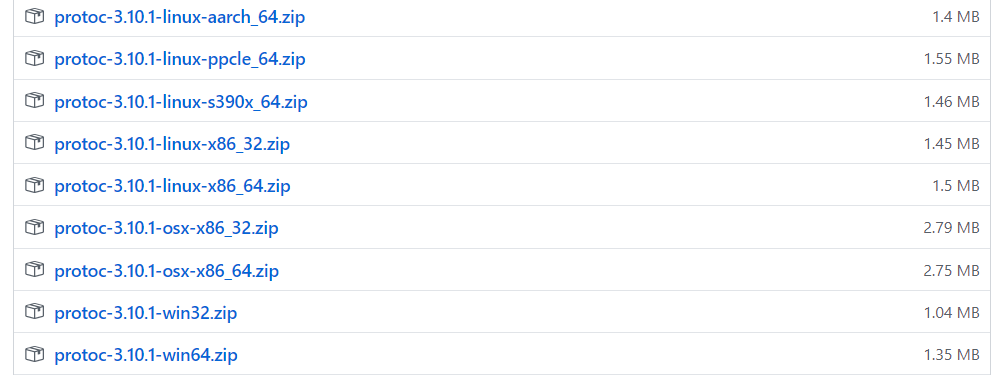 protoc-3.10.1-linux-aarch_64.zip 1.4 MB
protoc-3.10.1-linux-ppcle_64.zip 1.55 MB
protoc-3.10.1-linux-s390x_64.zip 1.46 MB
protoc-3.10.1-linux-x86_32.zip 1.45 MB
protoc-3.10.1-linux-x86_64.zip 1.5 MB
protoc-3.10.1-osx-x86_32.zip 2.79 MB
protoc-3.10.1-osx-x86_64.zip 2.75 MB
protoc-3.10.1-win32.zip 1.04 MB
protoc-3.10.1-win64.zip 1.35 MB